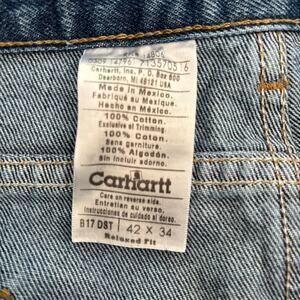 Carhartt, Inc. P. O. Box 600
Dearborn, MI 48121 USA
Made in Mexico.
Fabriqué au Mexique
Hecho en México.
100% Cotton
Exclusive of Trimming.
100% Coton
Sans garniture.
100% Algodón.
Sin incluir adorno.
Carhartt
Care on reverse side.
Entretien au verso.
Instrucciones de cuidado al dorso.
B17 DST 42 X 34
Relaxed Fit